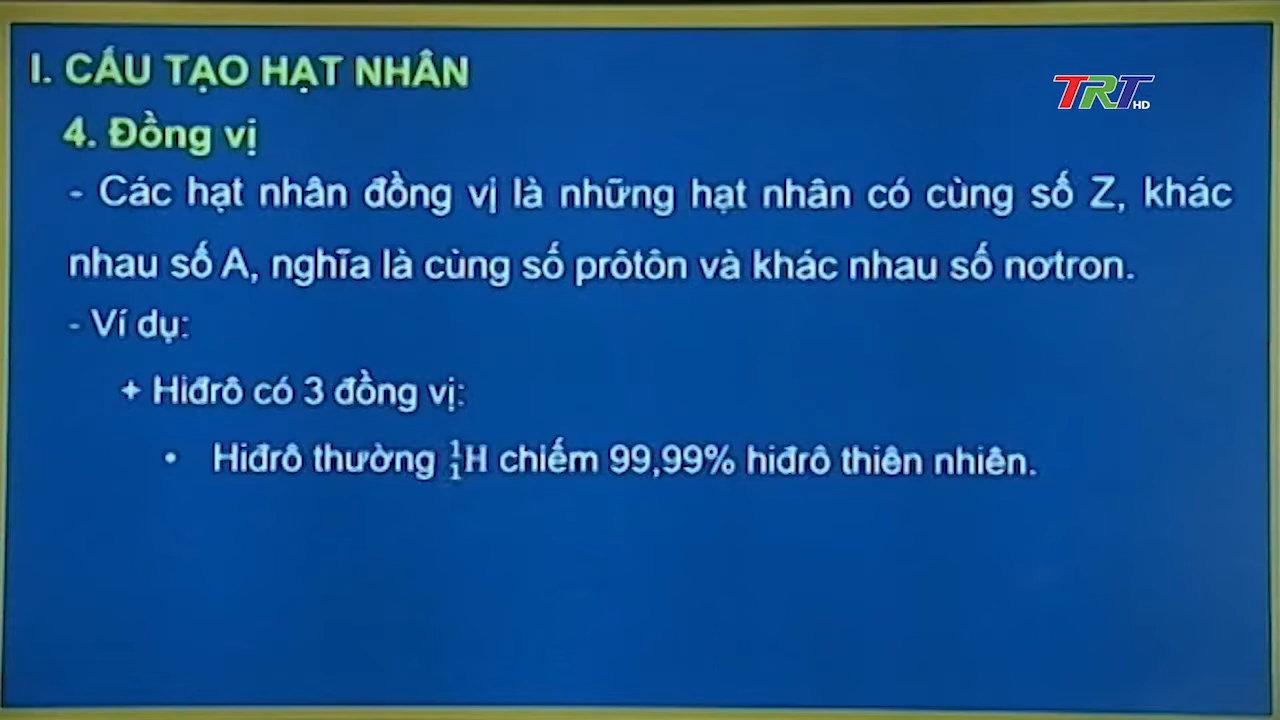 I. CẤU TẠO HẠT NHÂN
TRT HD
4. Đồng vị
- Các hạt nhân đồng vị là những hạt nhân có cùng số Z, khác
nhau số A, nghĩa là cùng số prôtôn và khác nhau số nơtron.
- Ví dụ:
+ Hiđrô có 3 đồng vị:
• Hiđrô thường ¹₁H chiếm 99,99% hiđrô thiên nhiên.